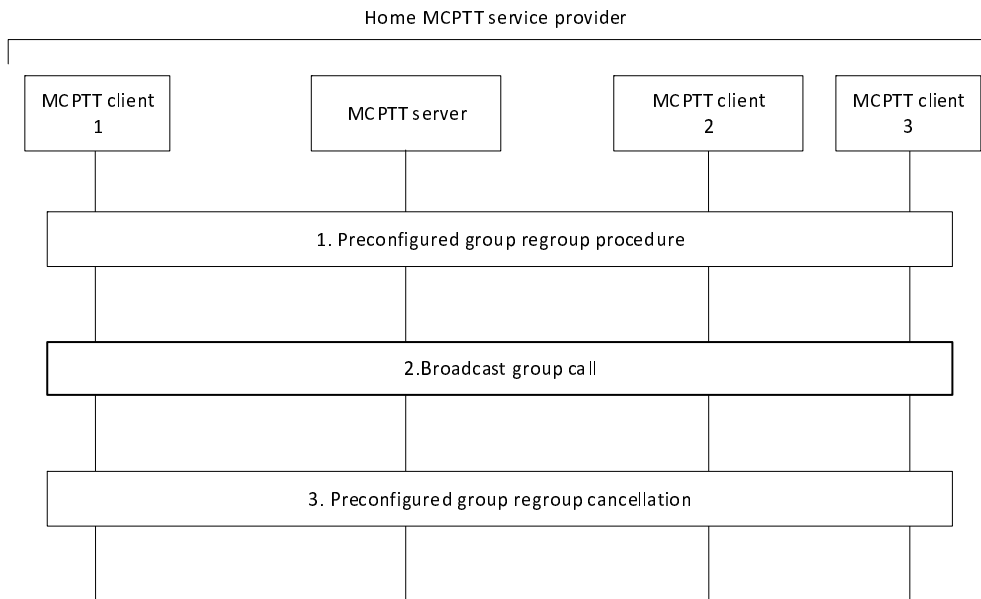 Home MCPTT service provider
MCPTT client
1
MCPTT server
MCPTT client
2
MCPTT client
3
1. Preconfigured group regroup procedure
2.Broadcast group call
3. Preconfigured group regroup cancellation